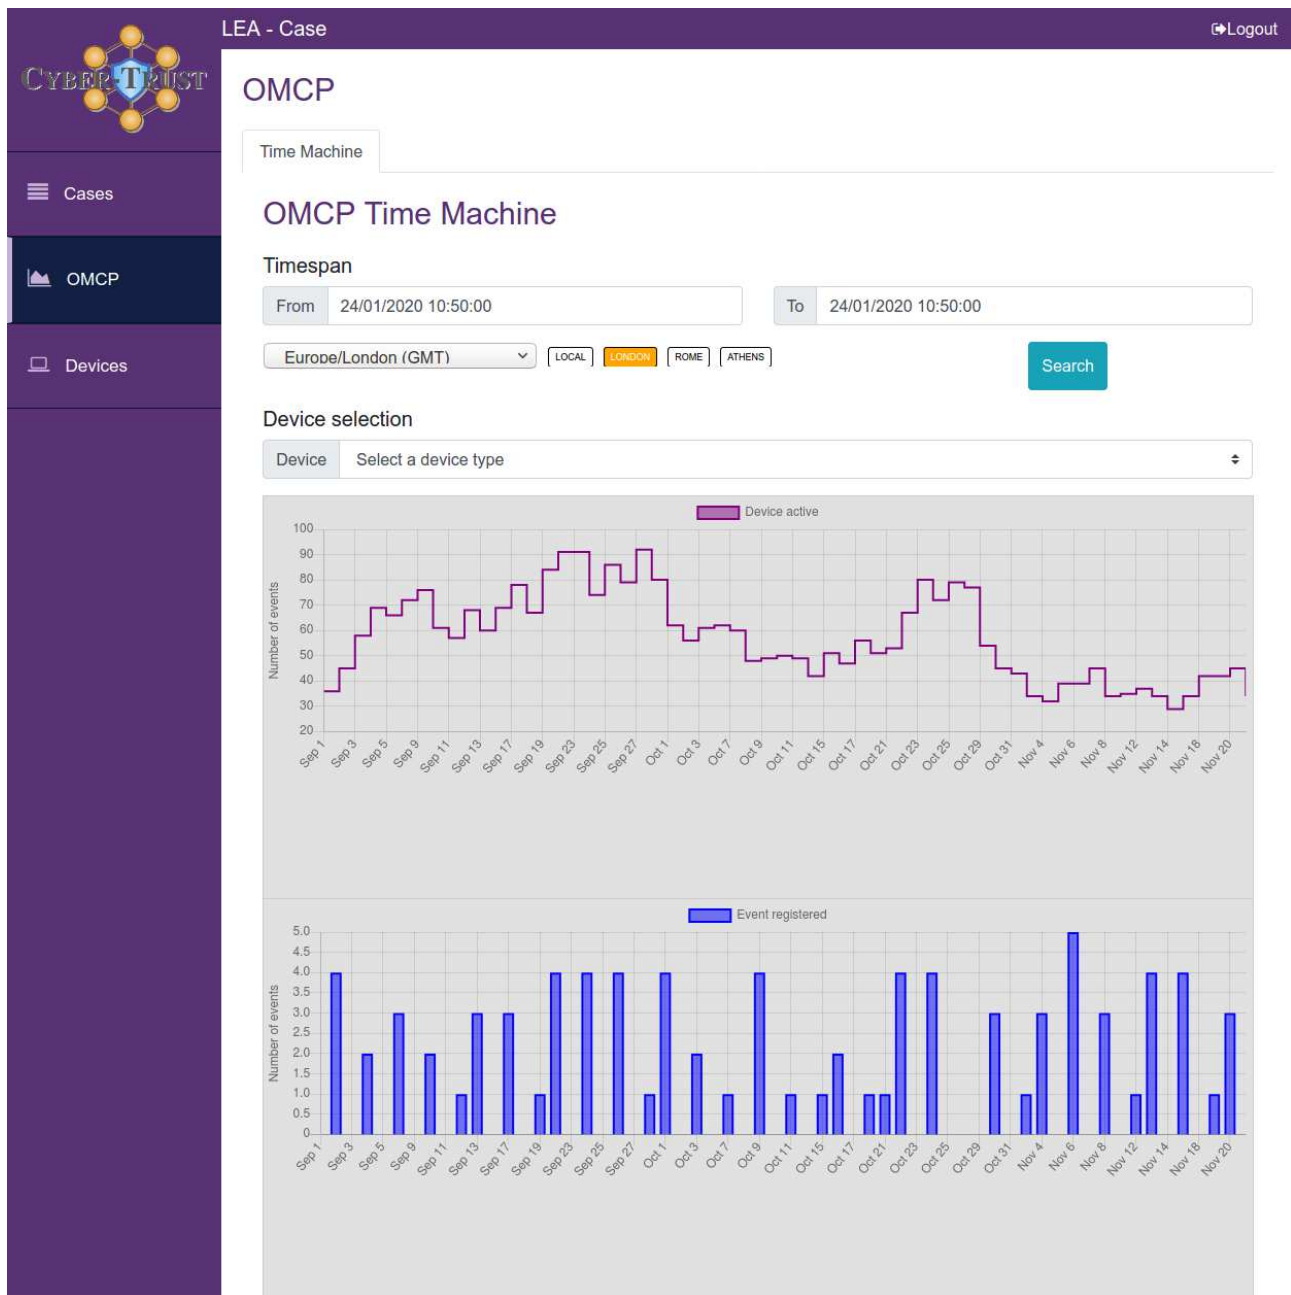 LEA - Case
Logout
CYBER-TRUST
OMCP
Time Machine
Cases
OMCP
Devices
OMCP Time Machine
Timespan
From 24/01/2020 10:50:00
To 24/01/2020 10:50:00
Europe/London (GMT)
LOCAL LONDON ROME ATHENS
Search
Device selection
Device Select a device type
Device active
Number of events
100
90
80
70
60
50
40
30
20
Sep 1 Sep 3 Sep 5 Sep 9 Sep 11 Sep 13 Sep 17 Sep 19 Sep 23 Sep 25 Sep 27 Oct 1 Oct 3 Oct 7 Oct 9 Oct 11 Oct 15 Oct 17 Oct 21 Oct 23 Oct 25 Oct 29 Oct 31 Nov 4 Nov 6 Nov 8 Nov 12 Nov 14 Nov 18 Nov 20
Event registered
Number of events
5.0
4.5
4.0
3.5
3.0
2.5
2.0
1.5
1.0
0.5
0
Sep 1 Sep 3 Sep 5 Sep 9 Sep 11 Sep 13 Sep 17 Sep 19 Sep 23 Sep 25 Sep 27 Oct 1 Oct 3 Oct 7 Oct 9 Oct 11 Oct 15 Oct 17 Oct 21 Oct 23 Oct 25 Oct 29 Oct 31 Nov 4 Nov 6 Nov 8 Nov 12 Nov 14 Nov 18 Nov 20